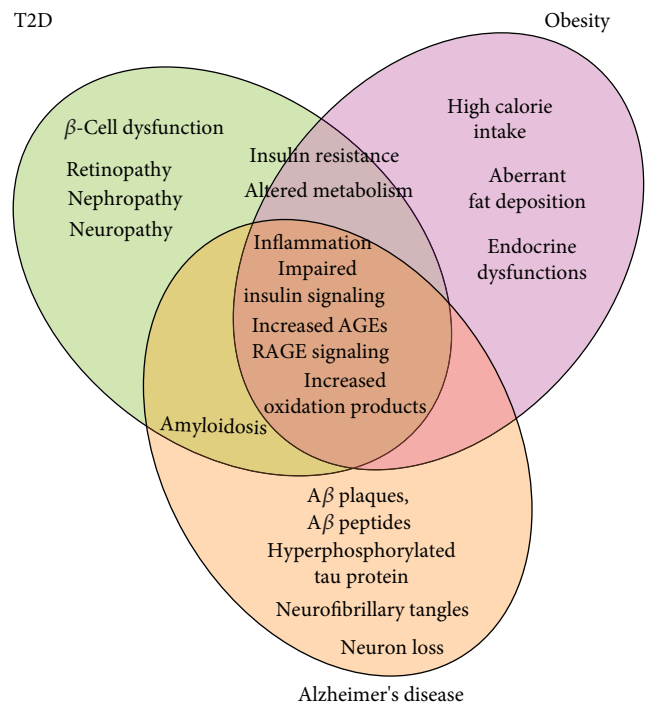 T2D
Obesity
β-Cell dysfunction
Retinopathy
Nephropathy
Neuropathy
Insulin resistance
Altered metabolism
High calorie
intake
Aberrant
fat deposition
Endocrine
dysfunctions
Inflammation
Impaired
insulin signaling
Increased AGEs
RAGE signaling
Increased
oxidation products
Amyloidosis
Aβ plaques,
Aβ peptides
Hyperphosphorylated
tau protein
Neurofibrillary tangles
Neuron loss
Alzheimer's disease